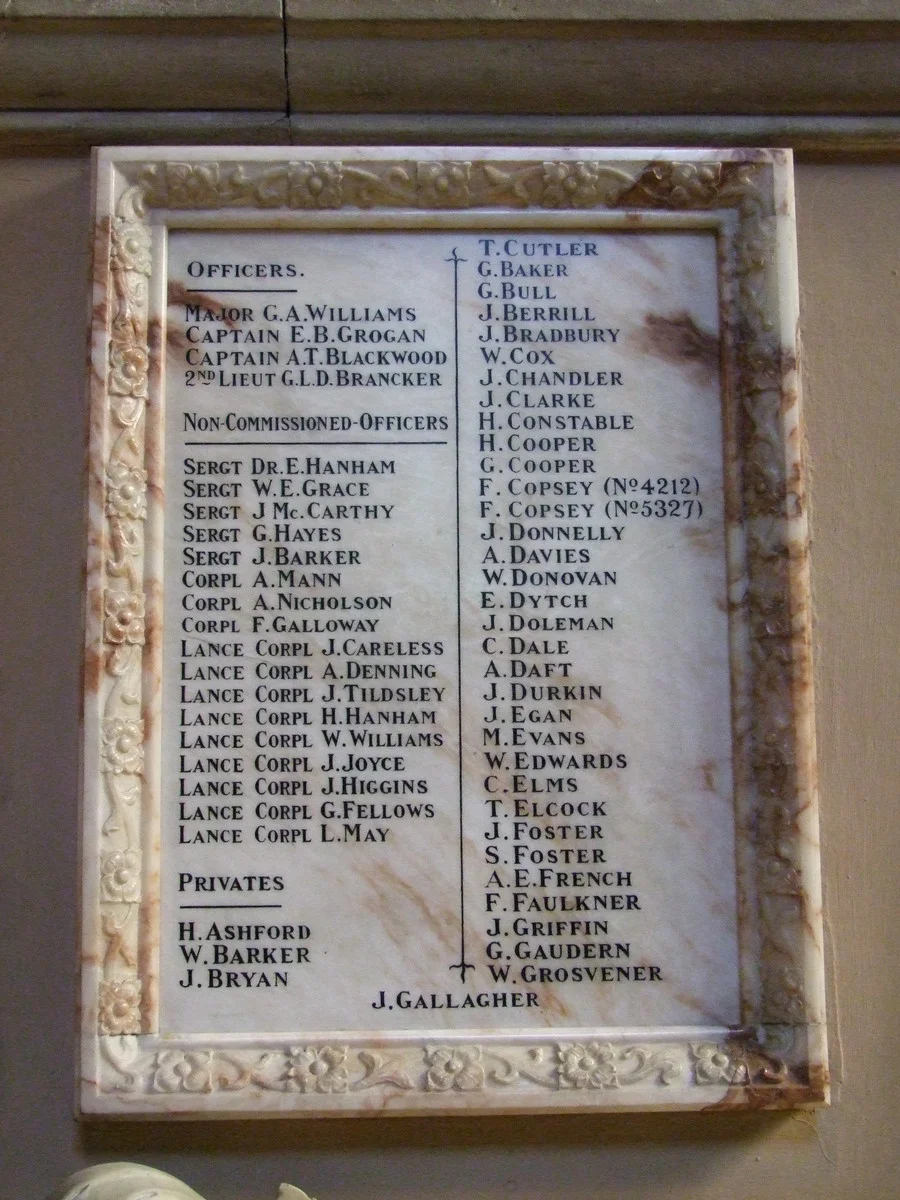 OFFICERS.
MAJOR G.A.WILLIAMS
CAPTAIN E.B.GROGAN
CAPTAIN A.T.BLACKWOOD
2ND LIEUT G.L.D.BRANCKER
NON-COMMISSIONED-OFFICERS
SERGT DR.E.HANHAM
SERGT W.E.GRACE
SERGT J MC.CARTHY
SERGT G.HAYES
SERGT J.BARKER
CORPL A.MANN
CORPL A.NICHOLSON
CORPL F.GALLOWAY
LANCE CORPL J.CARELESS
LANCE CORPL A.DENNING
LANCE CORPL J.TILDSLEY
LANCE CORPL H.HANHAM
LANCE CORPL W.WILLIAMS
LANCE CORPL J.JOYCE
LANCE CORPL J.HIGGINS
LANCE CORPL G.FELLOWS
LANCE CORPL L.MAY
PRIVATES
H.ASHFORD
W.BARKER
J.BRYAN
T.CUTLER
G.BAKER
G.BULL
J.BERRILL
J.BRADBURY
W.COX
J.CHANDLER
J.CLARKE
H.CONSTABLE
H.COOPER
G.COOPER
F.COPSEY (Nº4212)
F.COPSEY (Nº5327)
J.DONNELLY
A.DAVIES
W.DONOVAN
E.DYTCH
J.DOLEMAN
C.DALE
A.DAFT
J.DURKIN
J.EGAN
M.EVANS
W.EDWARDS
C.ELMS
T.ELCOCK
J.FOSTER
S.FOSTER
A.E.FRENCH
F.FAULKNER
J.GRIFFIN
G.GAUDERN
W.GROSVENER
J.GALLAGHER